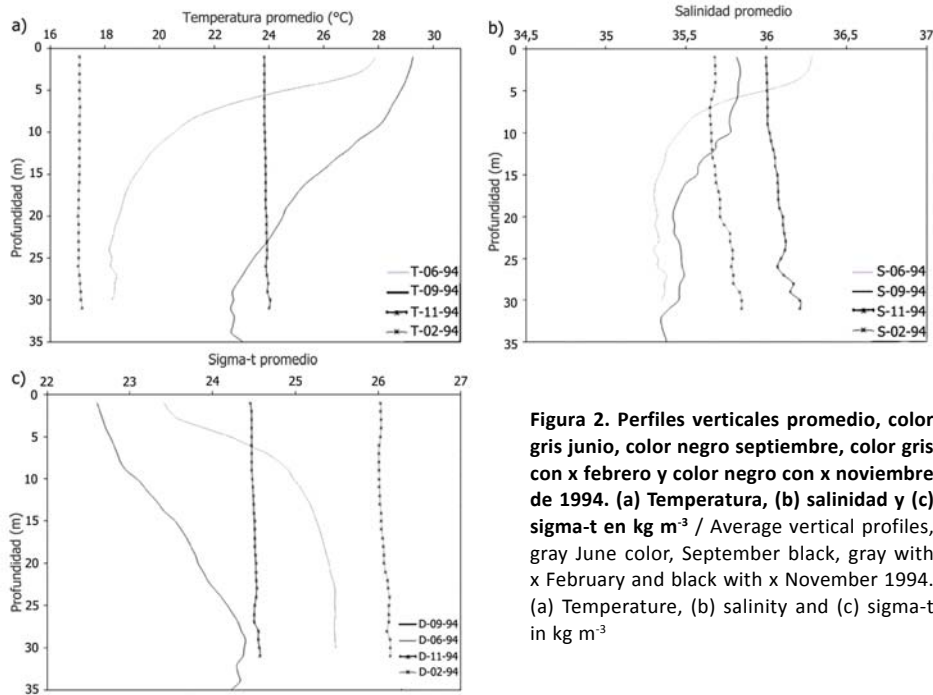 a)
Temperatura promedio (°C)
16 18 20 22 24 26 28 30
0
5
10
15
20
25
30
35
Profundidad (m)
T-06-94
T-09-94
T-11-94
T-02-94
b)
Salinidad promedio
34,5 35 35,5 36 36,5 37
0
5
10
15
20
25
30
35
Profundidad (m)
S-06-94
S-09-94
S-11-94
S-02-94
c)
Sigma-t promedio
22 23 24 25 26 27
0
5
10
15
20
25
30
35
Profundidad (m)
D-09-94
D-06-94
D-11-94
D-02-94
Figura 2. Perfiles verticales promedio, color
gris junio, color negro septiembre, color gris
con x febrero y color negro con x noviembre
de 1994. (a) Temperatura, (b) salinidad y (c)
sigma-t en kg m⁻³ / Average vertical profiles,
gray June color, September black, gray with
x February and black with x November 1994.
(a) Temperature, (b) salinity and (c) sigma-t
in kg m⁻³